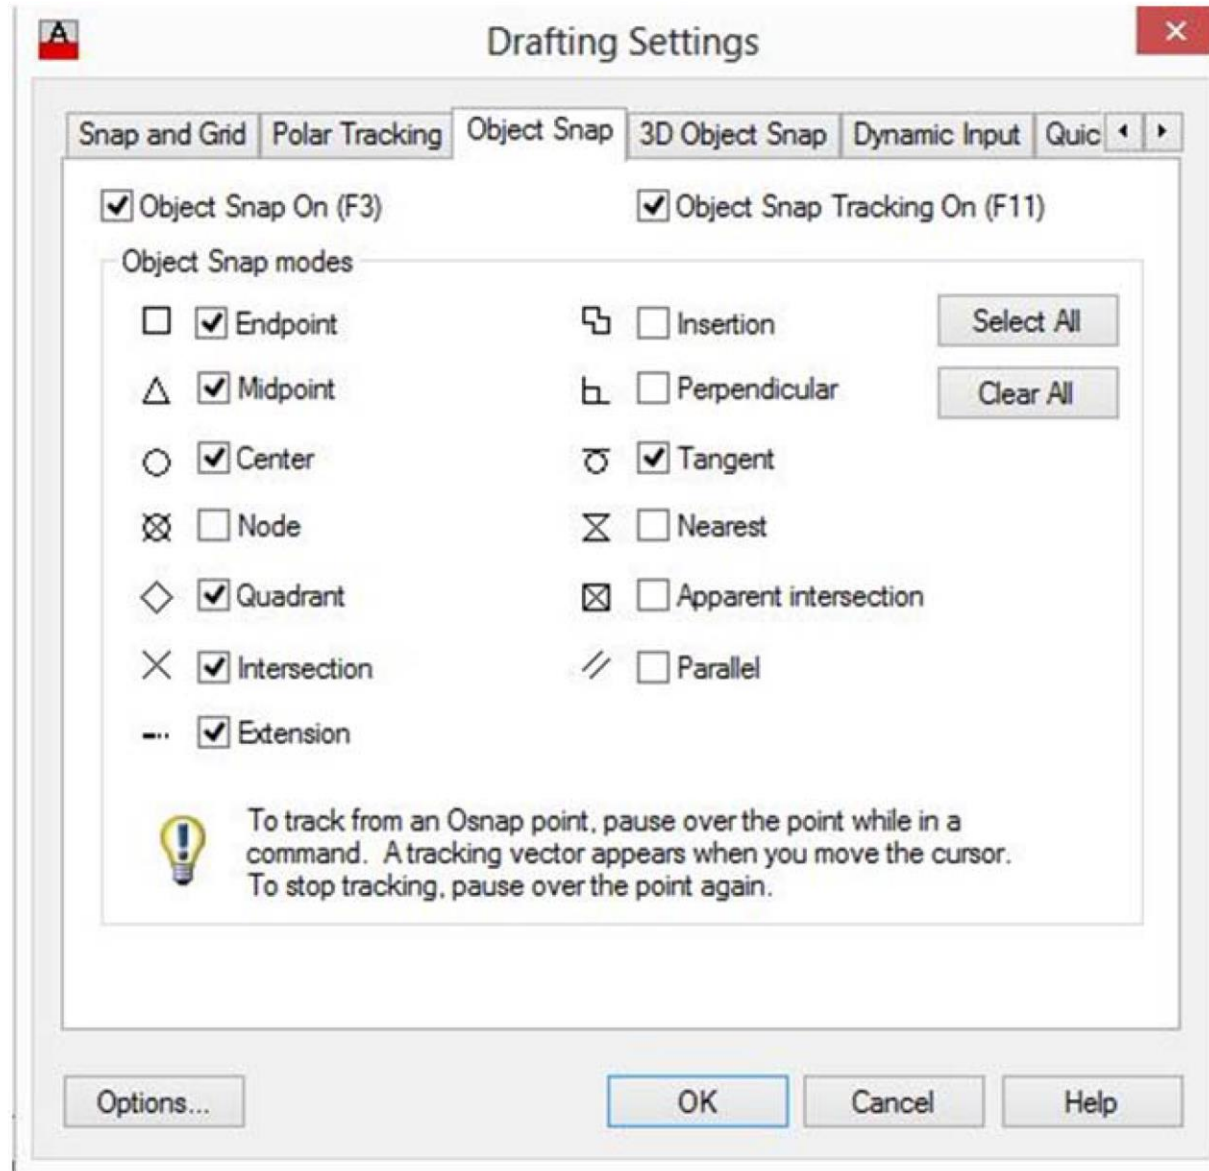 A
Drafting Settings
Snap and Grid Polar Tracking Object Snap 3D Object Snap Dynamic Input Quic
Object Snap On (F3) Object Snap Tracking On (F11)
Object Snap modes
Endpoint Insertion Select All
Midpoint Perpendicular Clear All
Center Tangent
Node Nearest
Quadrant Apparent intersection
Intersection Parallel
Extension
To track from an Osnap point, pause over the point while in a
command. A tracking vector appears when you move the cursor.
To stop tracking, pause over the point again.
Options... OK Cancel Help